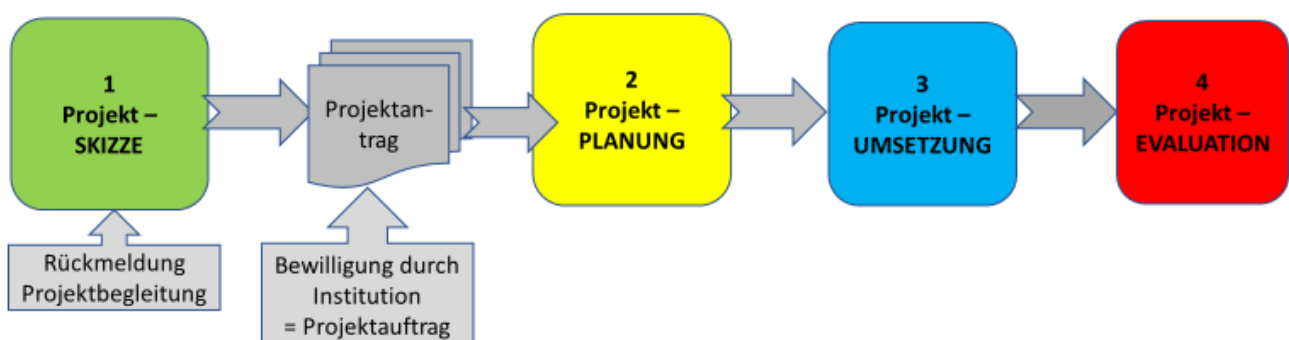 1
Projekt –
SKIZZE
Projektan-
trag
2
Projekt –
PLANUNG
3
Projekt –
UMSETZUNG
4
Projekt –
EVALUATION
Rückmeldung
Projektbegleitung
Bewilligung durch
Institution
= Projektauftrag